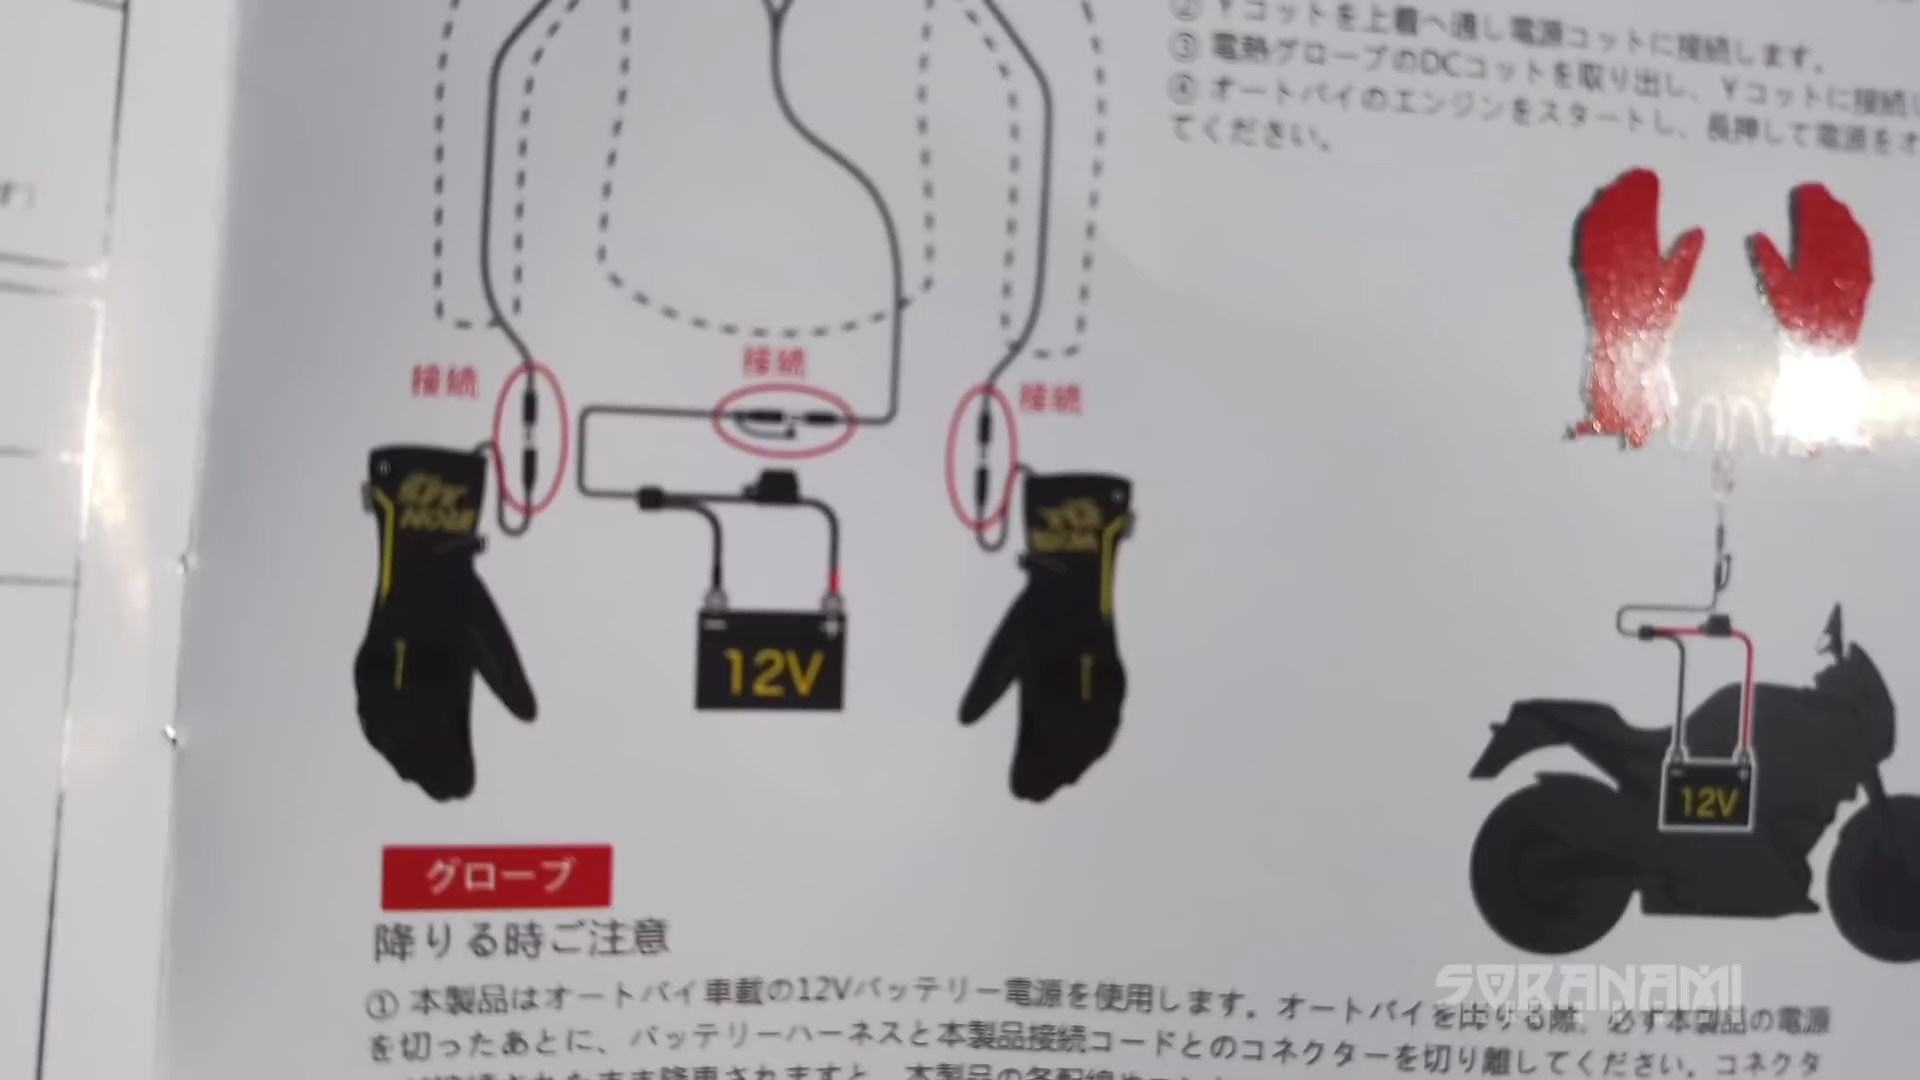 ② Yコットを上着へ通し電源コットに接続します。
③ 電熱グローブのDCコットを取り出し、Yコットに接続し
④ オートバイのエンジンをスタートし、長押して電源をオ
てください。
す)
接続
接続
接続
12V
12V
グローブ
降りる時ご注意
① 本製品はオートバイ車載の12Vバッテリー電源を使用します。オートバイを降りる際、必ず本製品の電源
を切ったあとに、バッテリーハーネスと本製品接続コードとのコネクターを切り離してください。コネクタ
SORANAMI